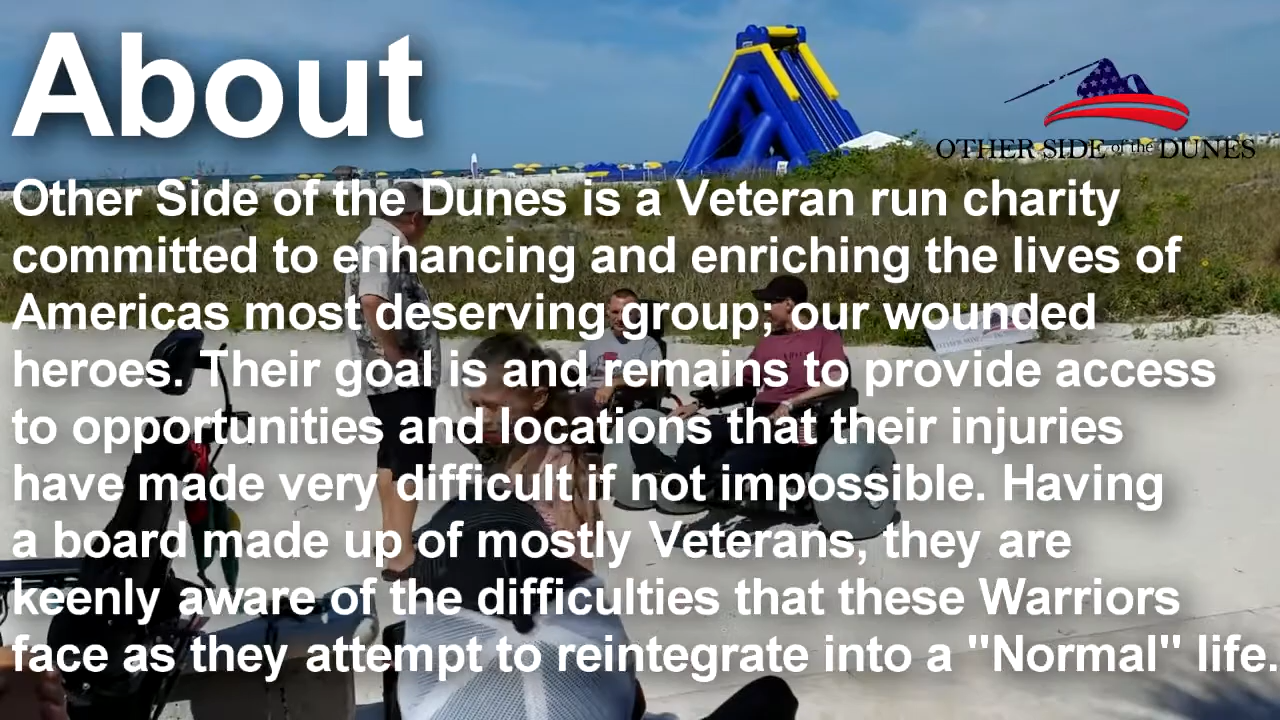 About
OTHER SIDE of the DUNES
Other Side of the Dunes is a Veteran run charity
committed to enhancing and enriching the lives of
Americas most deserving group; our wounded
heroes. Their goal is and remains to provide access
to opportunities and locations that their injuries
have made very difficult if not impossible. Having
a board made up of mostly Veterans, they are
keenly aware of the difficulties that these Warriors
face as they attempt to reintegrate into a "Normal" life.